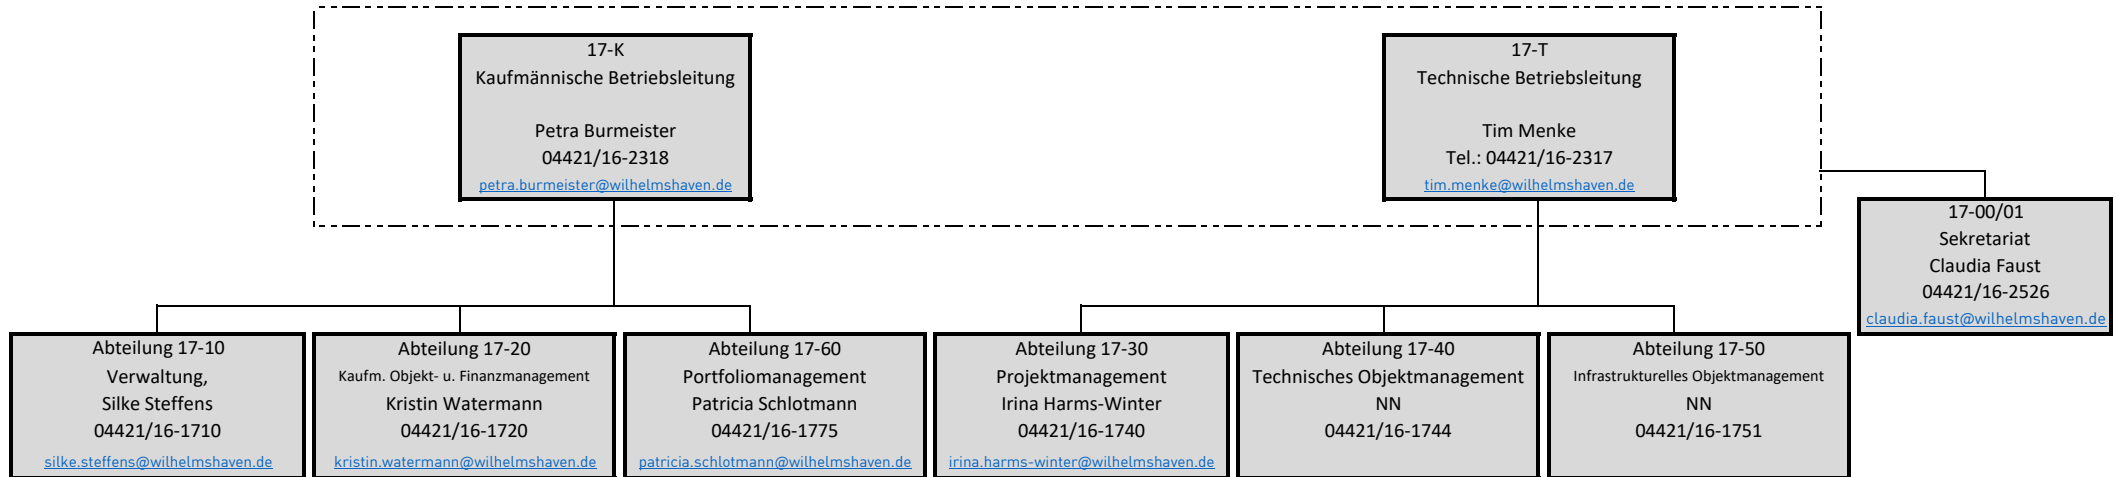 17-K
Kaufmännische Betriebsleitung
Petra Burmeister
04421/16-2318
petra.burmeister@wilhelmshaven.de
17-T
Technische Betriebsleitung
Tim Menke
Tel.: 04421/16-2317
tim.menke@wilhelmshaven.de
17-00/01
Sekretariat
Claudia Faust
04421/16-2526
claudia.faust@wilhelmshaven.de
Abteilung 17-10
Verwaltung,
Silke Steffens
04421/16-1710
silke.steffens@wilhelmshaven.de
Abteilung 17-20
Kaufm. Objekt- u. Finanzmanagement
Kristin Watermann
04421/16-1720
kristin.watermann@wilhelmshaven.de
Abteilung 17-60
Portfoliomanagement
Patricia Schlotmann
04421/16-1775
patricia.schlotmann@wilhelmshaven.de
Abteilung 17-30
Projektmanagement
Irina Harms-Winter
04421/16-1740
irina.harms-winter@wilhelmshaven.de
Abteilung 17-40
Technisches Objektmanagement
NN
04421/16-1744
Abteilung 17-50
Infrastrukturelles Objektmanagement
NN
04421/16-1751